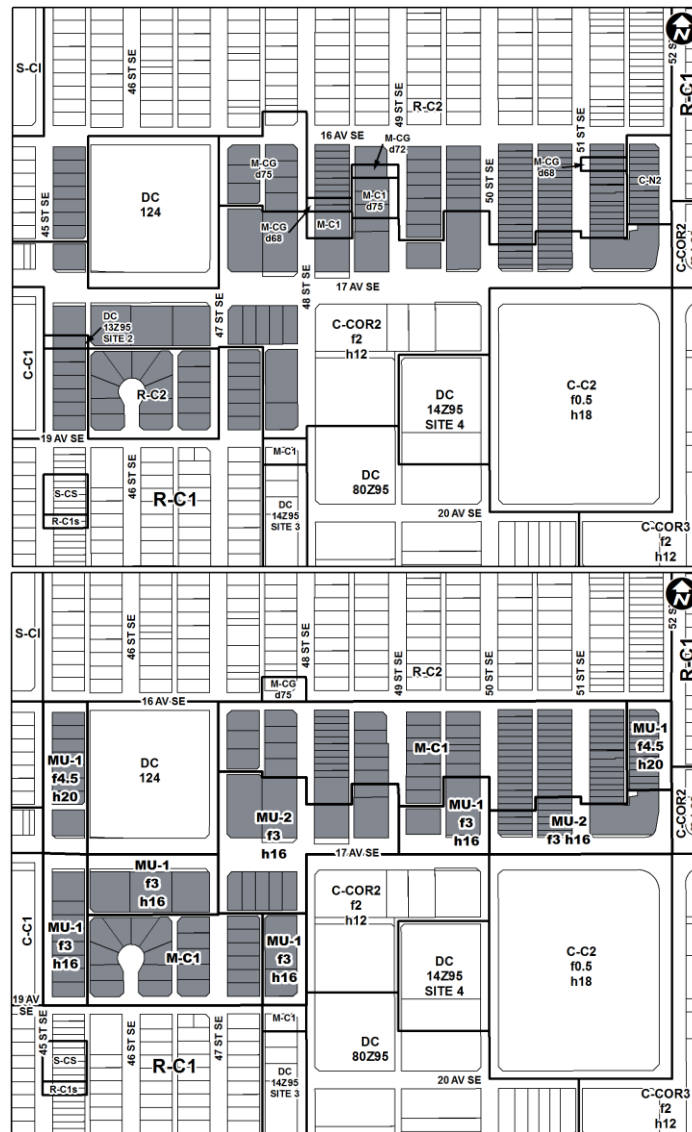 N
S-CI
46 ST SE
R-C2
49 ST SE
52 S
R-C1
16 AV SE
M-CG
d72
51 ST SE
M-CG
d75
DC
124
M-CG
d68
M-C1
d75
M-CG
d68
C-N2
50 ST SE
45 ST SE
M-C1
C-COR2
48 ST SE
17 AV SE
47 ST SE
DC
13Z95
SITE 2
C-COR2
f2
h12
C-C1
R-C2
DC
14Z95
SITE 4
C-C2
f0.5
h18
19 AV SE
M-C1
46 ST SE
S-CS
R-C1s
R-C1
DC
14Z95
SITE 3
DC
80Z95
20 AV SE
C-COR3
f2
h12
N
S-CI
46 ST SE
48 ST SE
R-C2
49 ST SE
50 ST SE
51 ST SE
52 S
R-C1
M-CG
d75
16 AV SE
MU-1
f4.5
h20
DC
124
M-C1
MU-1
f4.5
h20
C-COR2
MU-2
f3
h16
MU-1
f3
h16
MU-2
f3 h16
17 AV SE
MU-1
f3
h16
C-COR2
f2
h12
C-C1
MU-1
f3
h16
M-C1
MU-1
f3
h16
DC
14Z95
SITE 4
C-C2
f0.5
h18
19 AV
SE
45 ST SE
46 ST SE
47 ST SE
M-C1
S-CS
R-C1s
R-C1
DC
14Z95
SITE 3
DC
80Z95
20 AV SE
C-COR3
f2
h12